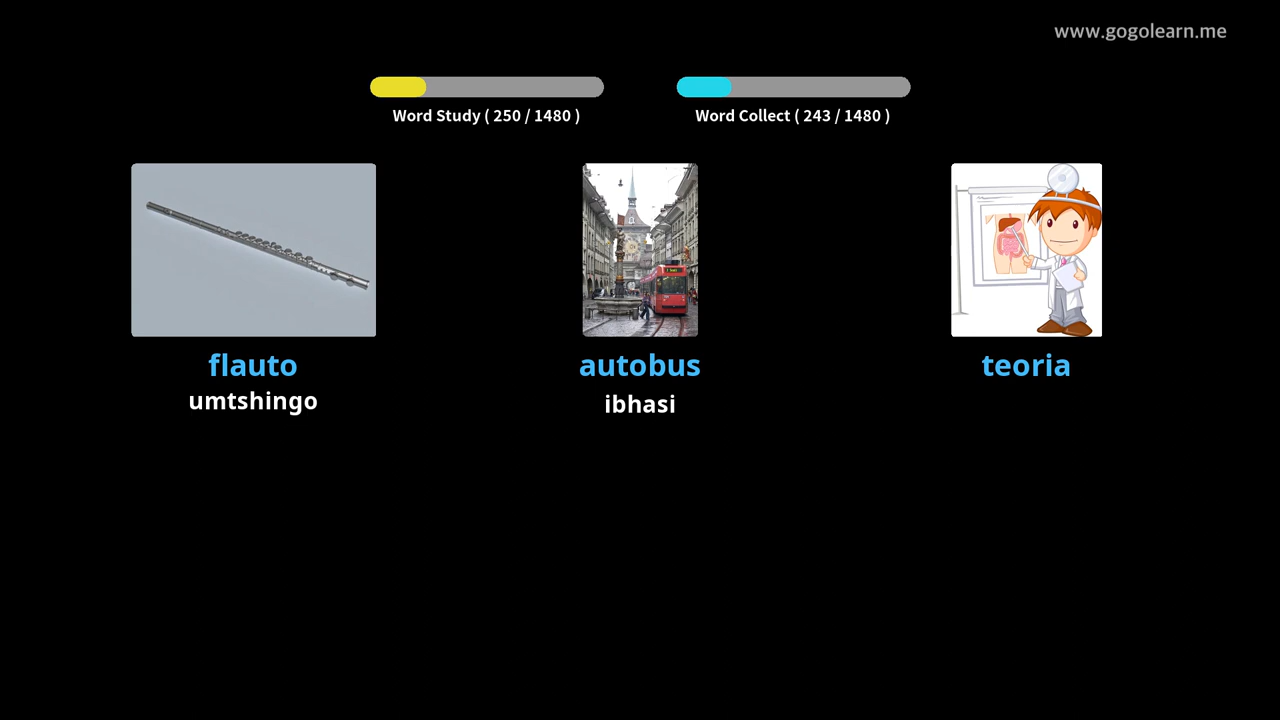 www.gogolearn.me
Word Study ( 250 / 1480 )
Word Collect ( 243 / 1480 )
flauto
autobus
teoria
umtshingo
ibhasi